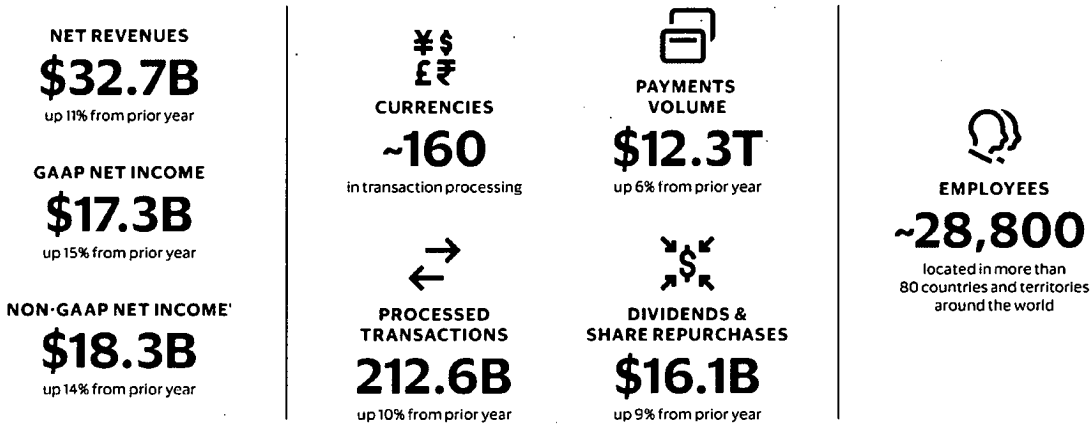 NET REVENUES
$32.7B
up 11% from prior year
GAAP NET INCOME
$17.3B
up 15% from prior year
NON-GAAP NET INCOME¹
$18.3B
up 14% from prior year
¥ $
£ ₹
CURRENCIES
~160
in transaction processing
PROCESSED
TRANSACTIONS
212.6B
up 10% from prior year
PAYMENTS
VOLUME
$12.3T
up 6% from prior year
$
DIVIDENDS &
SHARE REPURCHASES
$16.1B
up 9% from prior year
EMPLOYEES
~28,800
located in more than
80 countries and territories
around the world